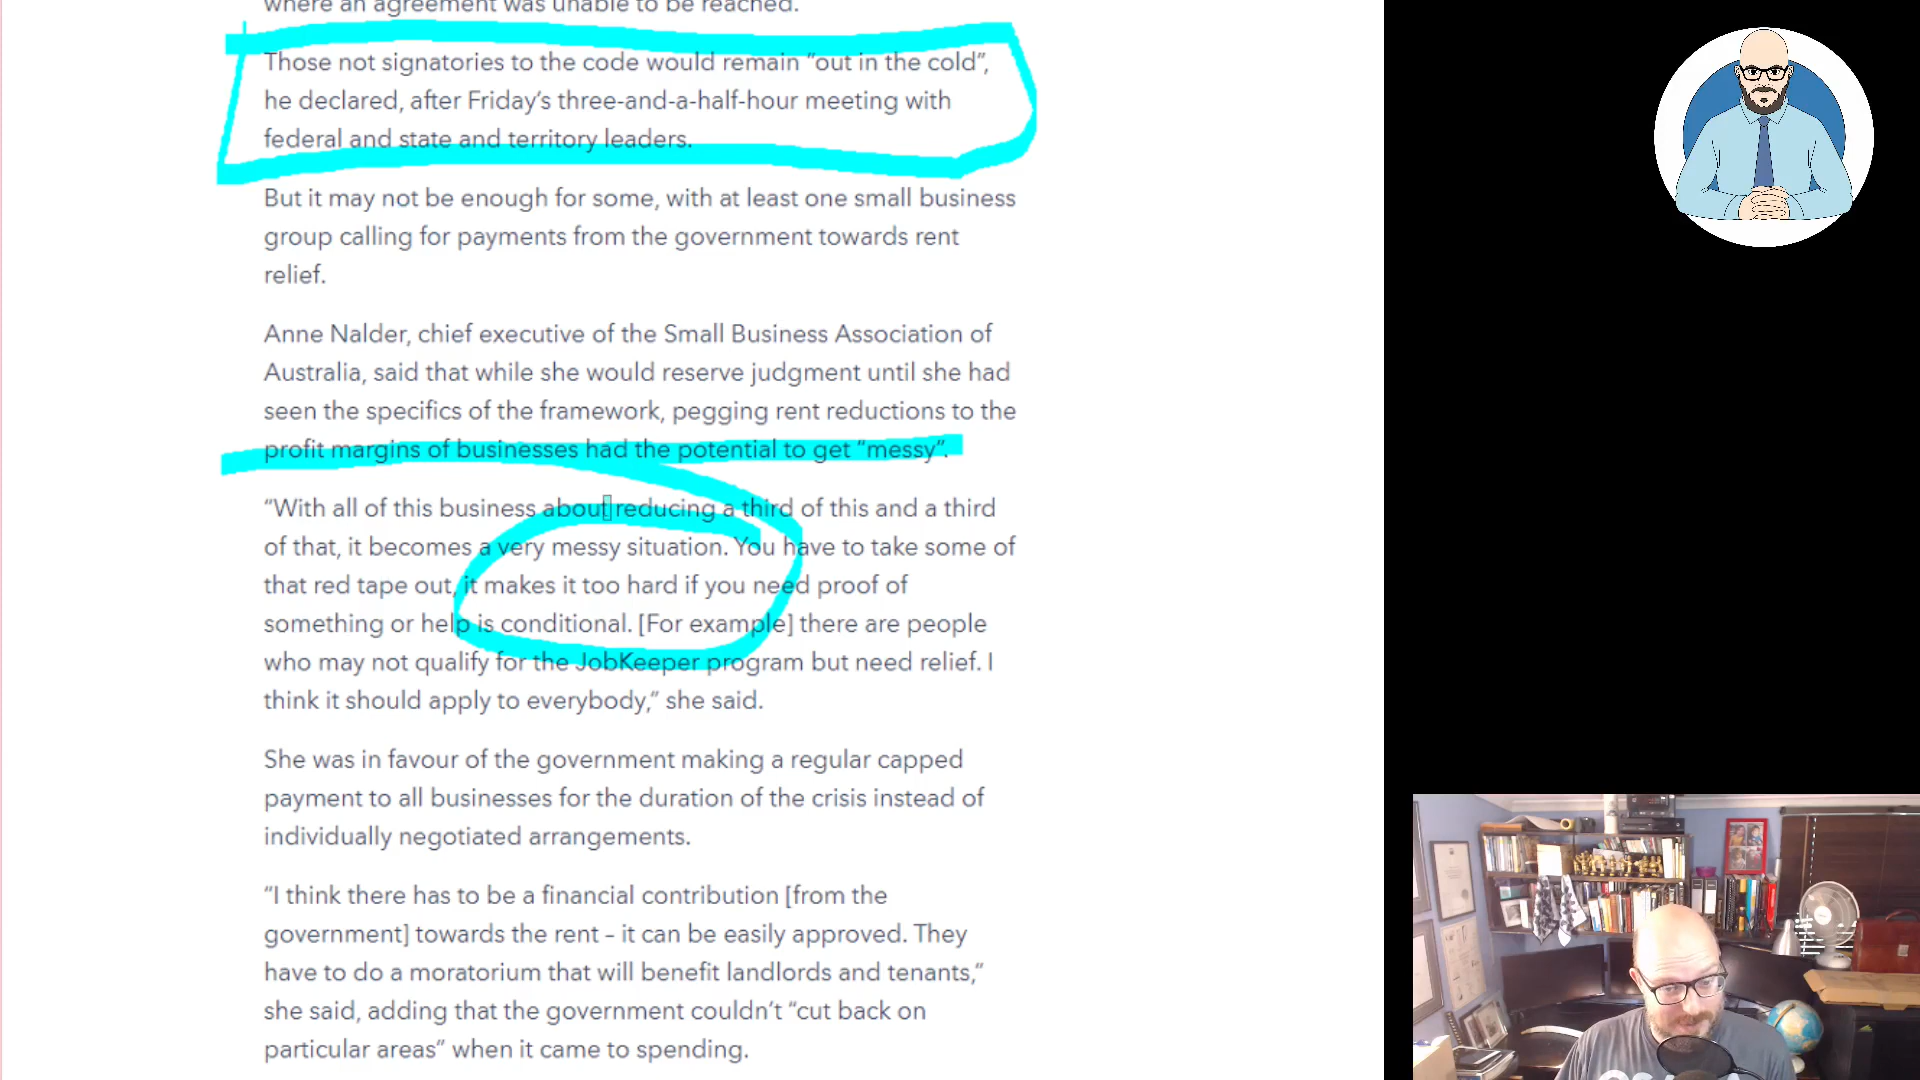 where an agreement was unable to be reached.
Those not signatories to the code would remain “out in the cold”,
he declared, after Friday’s three-and-a-half-hour meeting with
federal and state and territory leaders.
But it may not be enough for some, with at least one small business
group calling for payments from the government towards rent
relief.
Anne Nalder, chief executive of the Small Business Association of
Australia, said that while she would reserve judgment until she had
seen the specifics of the framework, pegging rent reductions to the
profit margins of businesses had the potential to get “messy”.
“With all of this business about reducing a third of this and a third
of that, it becomes a very messy situation. You have to take some of
that red tape out, it makes it too hard if you need proof of
something or help is conditional. [For example] there are people
who may not qualify for the JobKeeper program but need relief. I
think it should apply to everybody,” she said.
She was in favour of the government making a regular capped
payment to all businesses for the duration of the crisis instead of
individually negotiated arrangements.
“I think there has to be a financial contribution [from the
government] towards the rent – it can be easily approved. They
have to do a moratorium that will benefit landlords and tenants,”
she said, adding that the government couldn’t “cut back on
particular areas” when it came to spending.